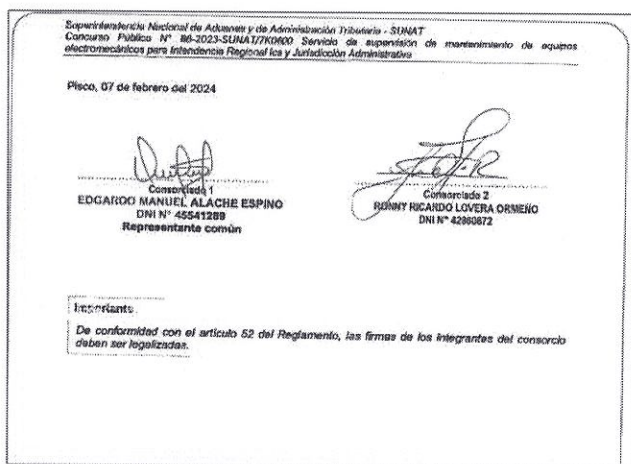 Superintendencia Nacional de Aduanas y de Administración Tributaria - SUNAT
Concurso Público N° 86-2023-SUNAT/7K0600 Servicio de supervisión de mantenimiento de equipos
electromecánicos para Intendencia Regional Ica y Jurisdicción Administrativa
Pisco, 07 de febrero del 2024
Consorciado 1
EDGARDO MANUEL ALACHE ESPINO
DNI N° 45541289
Representante común
Consorciado 2
RONNY RICARDO LOVERA ORMEÑO
DNI N° 42860872
Importante
De conformidad con el artículo 52 del Reglamento, las firmas de los integrantes del consorcio
deben ser legalizadas.